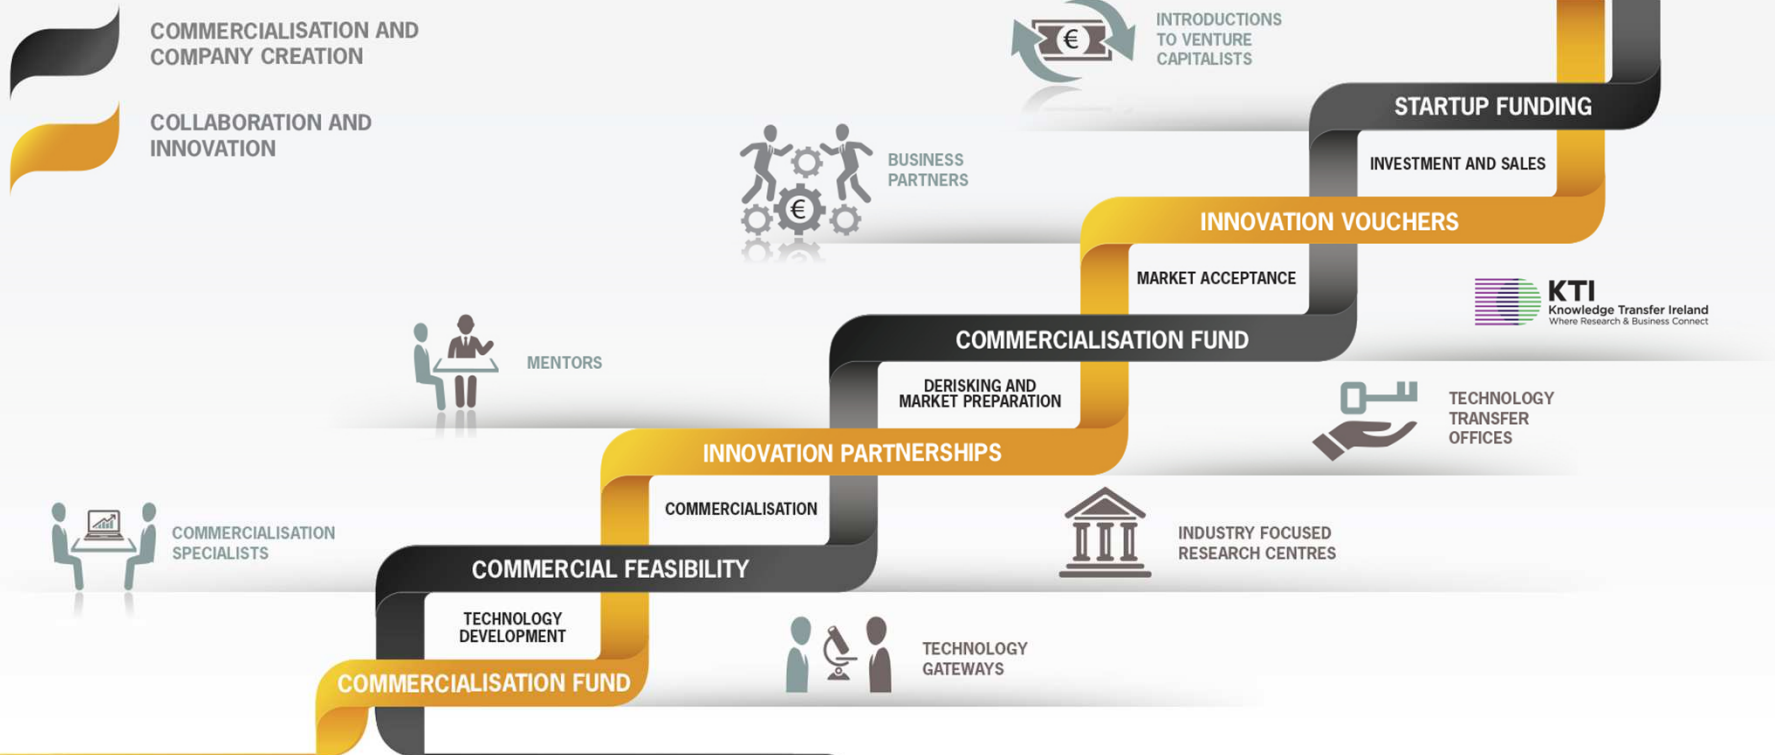 COMMERCIALISATION AND
COMPANY CREATION
COLLABORATION AND
INNOVATION
INTRODUCTIONS
TO VENTURE
CAPITALISTS
€
STARTUP FUNDING
INVESTMENT AND SALES
BUSINESS
PARTNERS
€
INNOVATION VOUCHERS
MARKET ACCEPTANCE
KTI
Knowledge Transfer Ireland
Where Research & Business Connect
COMMERCIALISATION FUND
MENTORS
DERISKING AND
MARKET PREPARATION
TECHNOLOGY
TRANSFER
OFFICES
INNOVATION PARTNERSHIPS
COMMERCIALISATION
COMMERCIALISATION
SPECIALISTS
INDUSTRY FOCUSED
RESEARCH CENTRES
COMMERCIAL FEASIBILITY
TECHNOLOGY
DEVELOPMENT
TECHNOLOGY
GATEWAYS
COMMERCIALISATION FUND